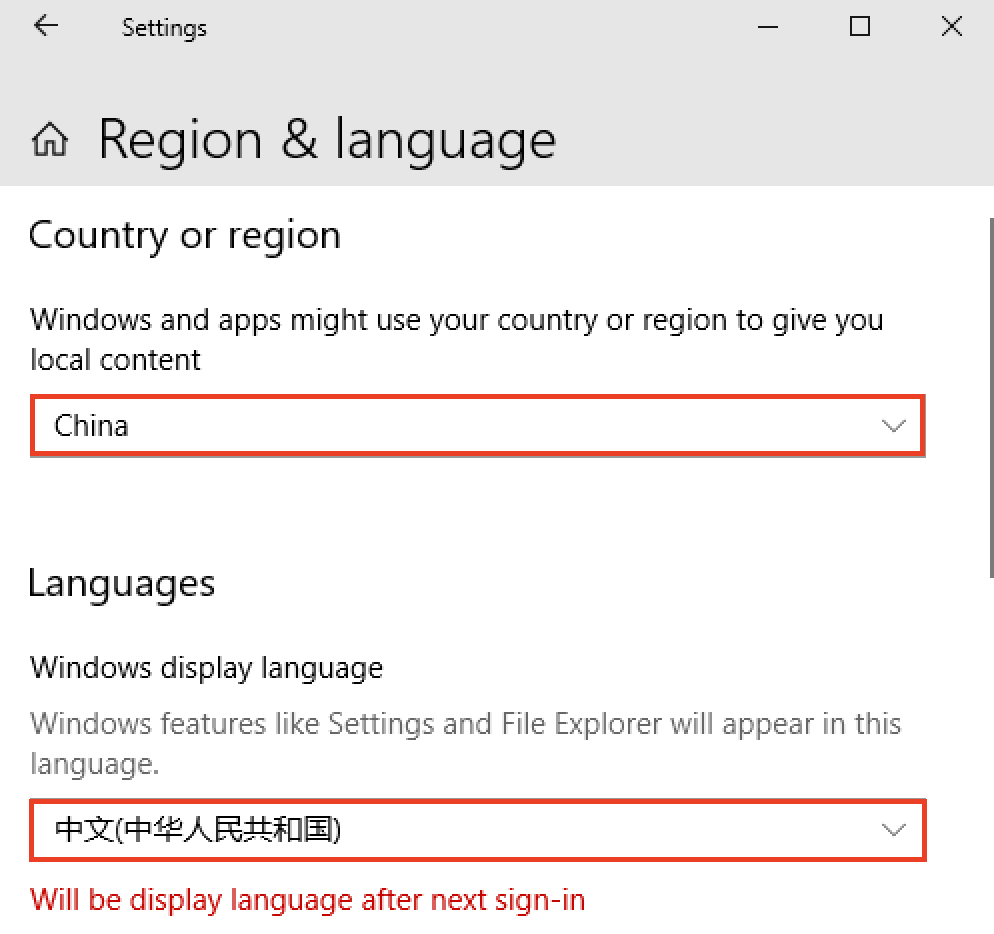 Settings
Region & language
Country or region
Windows and apps might use your country or region to give you
local content
China
Languages
Windows display language
Windows features like Settings and File Explorer will appear in this
language.
中文(中华人民共和国)
Will be display language after next sign-in